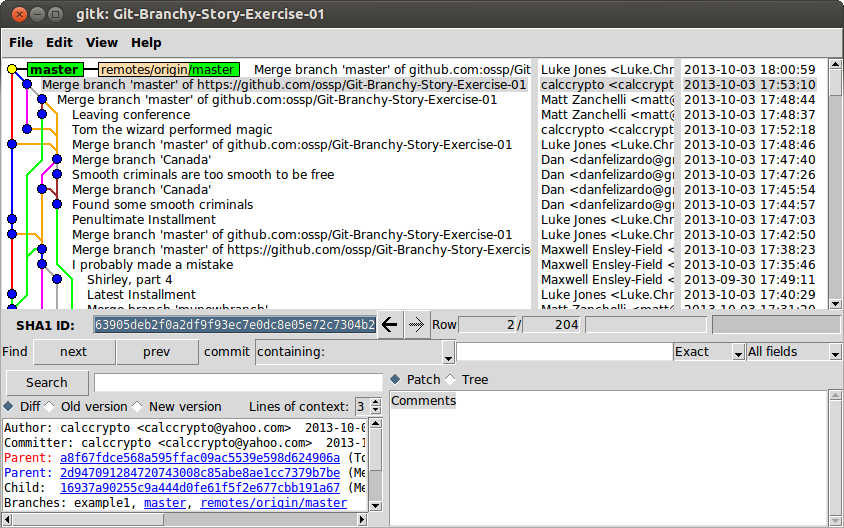 gitk: Git-Branchy-Story-Exercise-01
File Edit View Help
master remotes/origin/master Merge branch 'master' of github.com:ossp/Git Luke Jones <Luke.Chr 2013-10-03 18:00:59
Merge branch 'master' of https://github.com/ossp/Git-Branchy-Story-Exercise-01 calccrypto <calccrypt 2013-10-03 17:53:10
Merge branch 'master' of github.com:ossp/Git-Branchy-Story-Exercise-01 Matt Zanchelli <matt@ 2013-10-03 17:48:44
Leaving conference Matt Zanchelli <matt@ 2013-10-03 17:48:37
Tom the wizard performed magic calccrypto <calccrypt 2013-10-03 17:52:18
Merge branch 'master' of github.com:ossp/Git-Branchy-Story-Exercise-01 Luke Jones <Luke.Chr 2013-10-03 17:48:46
Merge branch 'Canada' Dan <danfelizardo@gr 2013-10-03 17:47:40
Smooth criminals are too smooth to be free Dan <danfelizardo@gr 2013-10-03 17:47:26
Merge branch 'Canada' Dan <danfelizardo@gr 2013-10-03 17:45:54
Found some smooth criminals Dan <danfelizardo@gr 2013-10-03 17:44:57
Penultimate Installment Luke Jones <Luke.Chr 2013-10-03 17:47:03
Merge branch 'master' of github.com:ossp/Git-Branchy-Story-Exercise-01 Luke Jones <Luke.Chr 2013-10-03 17:42:50
Merge branch 'master' of https://github.com/ossp/Git-Branchy-Story-Exercis Maxwell Ensley-Field < 2013-10-03 17:38:23
I probably made a mistake Maxwell Ensley-Field < 2013-10-03 17:35:46
Shirley, part 4 Maxwell Ensley-Field < 2013-09-30 17:49:11
Latest Installment Luke Jones <Luke.Chr 2013-10-03 17:40:29
Merge branch 'mynewbranch'
SHA1 ID: 63905deb2f0a2df9f93ec7e0dc8e05e72c7304b2 Row 2 / 204
Find next prev commit containing: Exact All fields
Search
Patch Tree
Diff Old version New version Lines of context: 3
Comments
Author: calccrypto <calccrypto@yahoo.com> 2013-10-0
Committer: calccrypto <calccrypto@yahoo.com> 2013-1
Parent: a8f67fdce568a595ffac09ac5539e598d624906a (To
Parent: 2d947091284720743008c85abe8ae1cc7379b7be (Me
Child: 16937a90255c9a444d0fe61f5f2e677cbb191a67 (Me
Branches: example1, master, remotes/origin/master